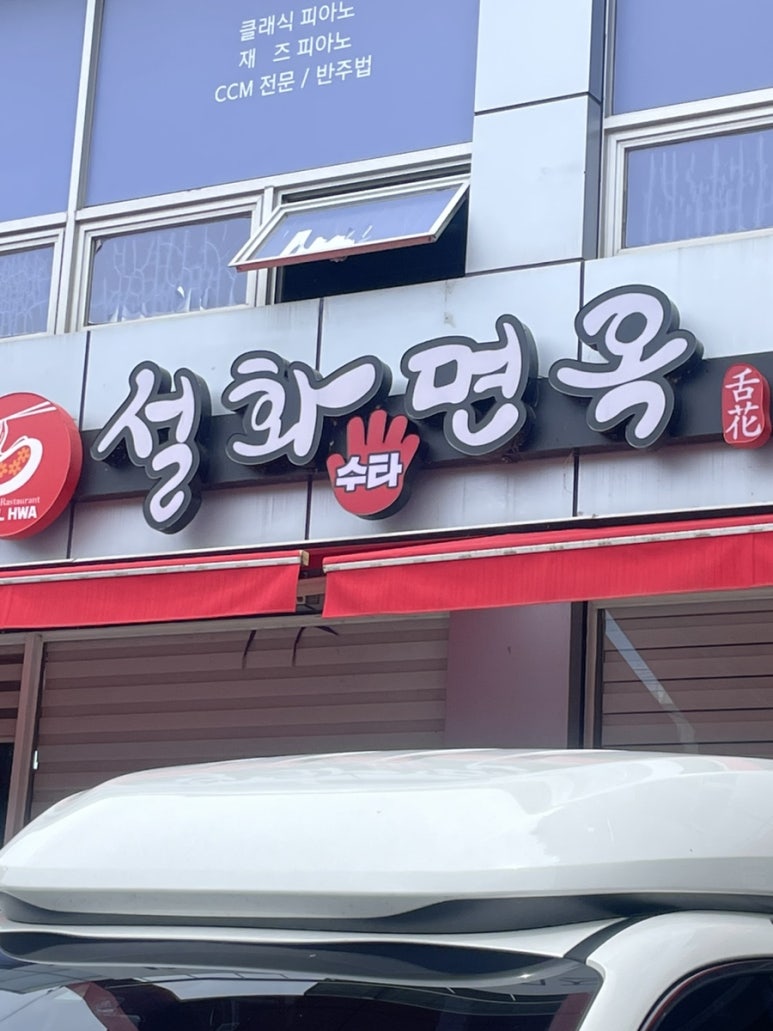 클래식 피아노
재 즈 피아노
CCM 전문 / 반주법
설화면옥
수타
舌花
Restaurant
L HWA